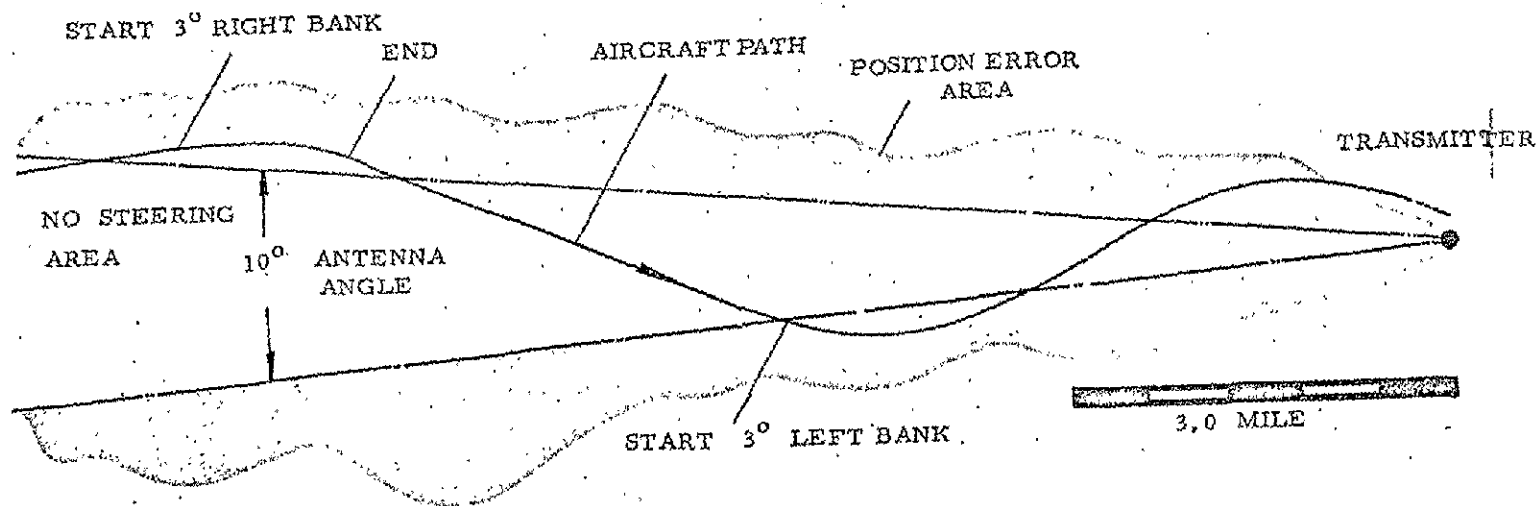 START 3° RIGHT BANK
END
AIRCRAFT PATH
POSITION ERROR
AREA
TRANSMITTER
NO STEERING
AREA
10° ANTENNA
ANGLE
START 3° LEFT BANK
3,0 MILE